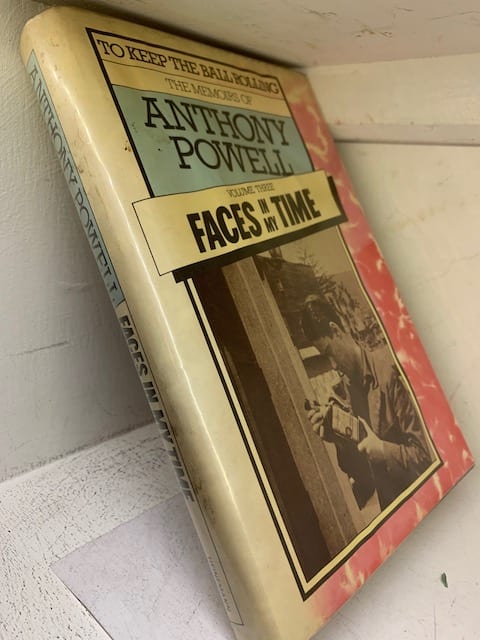 TO KEEP THE BALL ROLLING
THE MEMOIRS OF
ANTHONY
POWELL
VOLUME THREE
FACES IN MY TIME
ANTHONY POWELL
FACES IN MY TIME